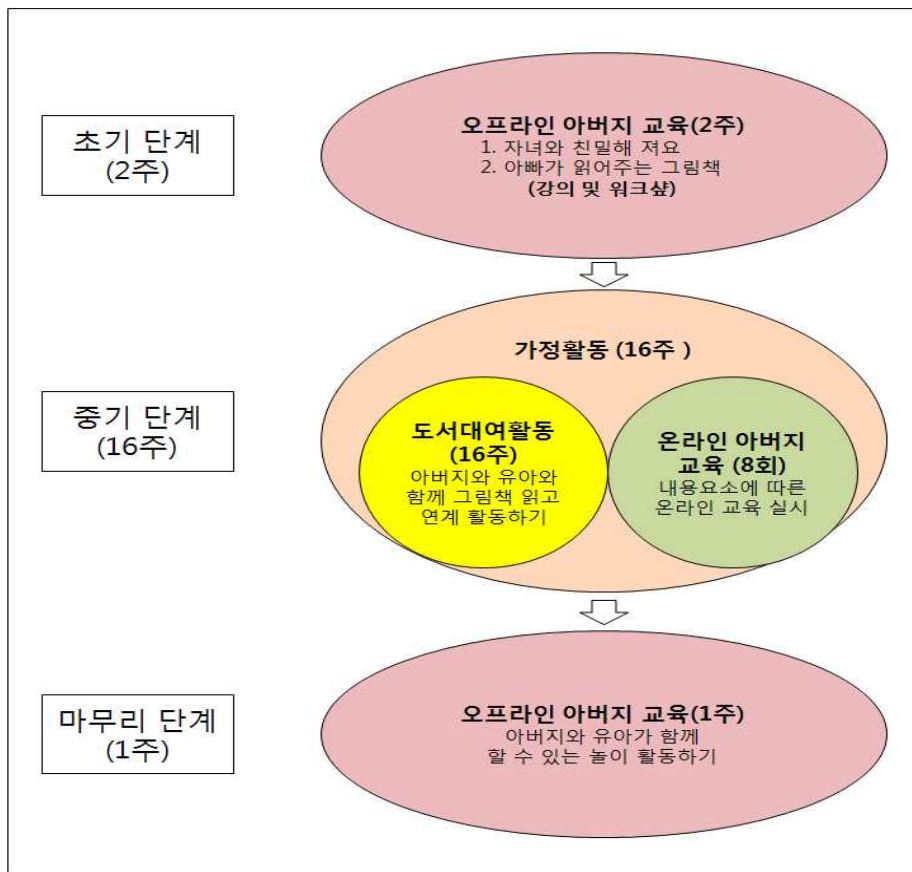 초기 단계
(2주)
오프라인 아버지 교육(2주)
1. 자녀와 친밀해 져요
2. 아빠가 읽어주는 그림책
(강의 및 워크샾)
중기 단계
(16주)
가정활동 (16주 )
도서대여활동
(16주)
아버지와 유아와
함께 그림책 읽고
연계 활동하기
온라인 아버지
교육 (8회)
내용요소에 따른
온라인 교육 실시
마무리 단계
(1주)
오프라인 아버지 교육(1주)
아버지와 유아가 함께
할 수 있는 놀이 활동하기